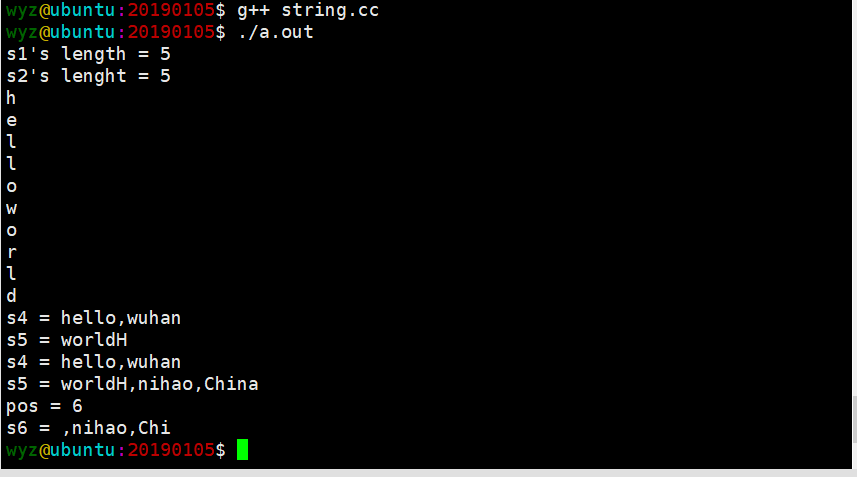 wyz@ubuntu:20190105$ g++ string.cc
wyz@ubuntu:20190105$ ./a.out
s1's length = 5
s2's lenght = 5
h
e
l
l
o
w
o
r
l
d
s4 = hello,wuhan
s5 = worldH
s4 = hello,wuhan
s5 = worldH,nihao,China
pos = 6
s6 = ,nihao,Chi
wyz@ubuntu:20190105$